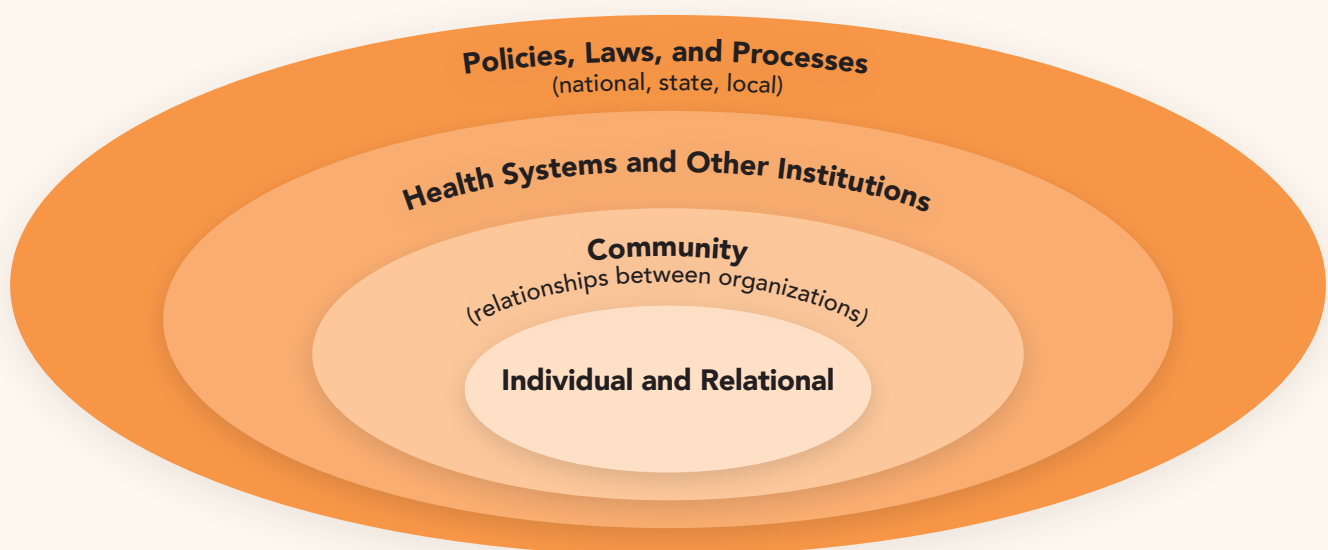 Policies, Laws, and Processes
(national, state, local)
Health Systems and Other Institutions
Community
(relationships between organizations)
Individual and Relational